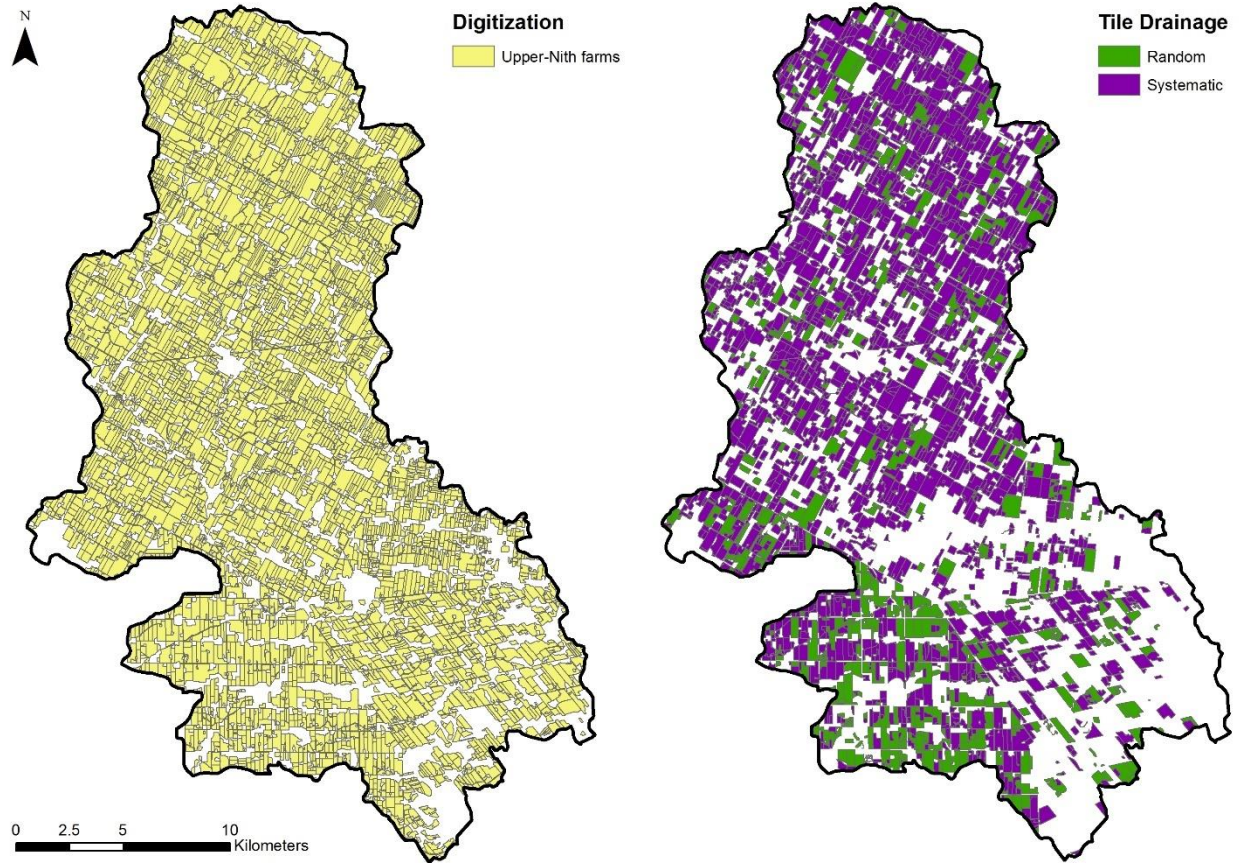 N
Digitization
Upper-Nith farms
Tile Drainage
Random
Systematic
0 2.5 5 10
Kilometers